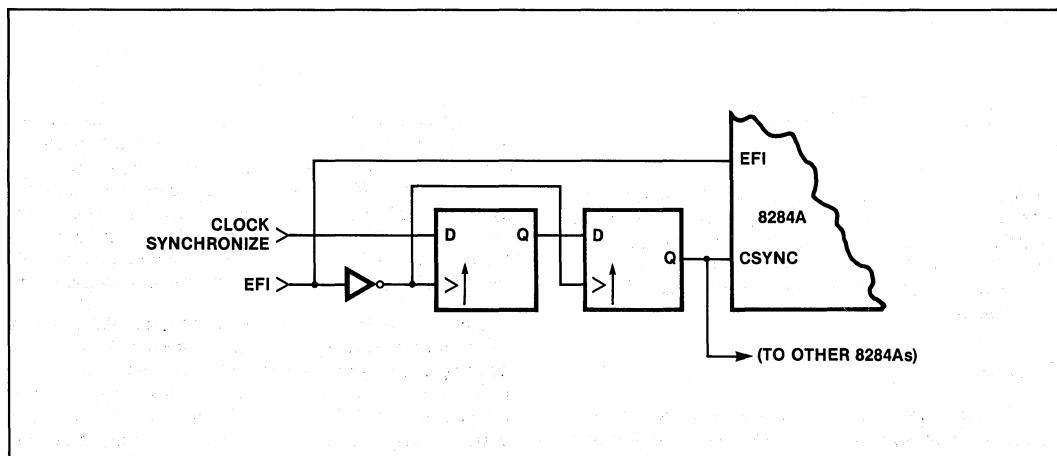 EFI
8284A
CLOCK
SYNCHRONIZE
D
Q
D
Q
CSYNC
EFI
>
>
(TO OTHER 8284As)